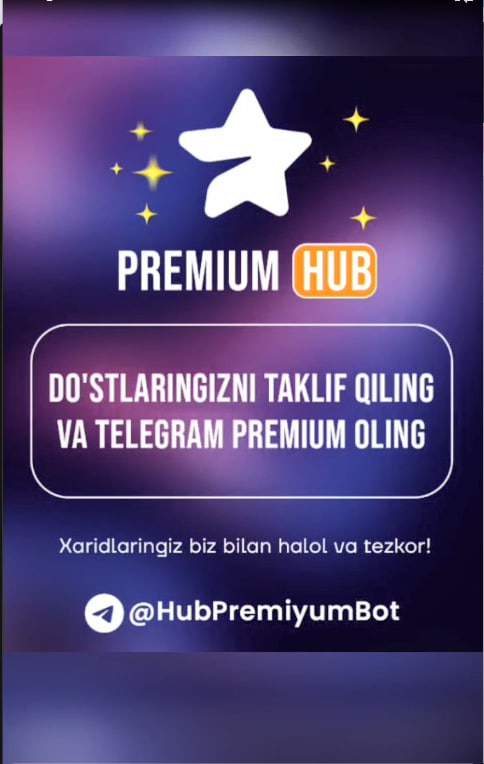 PREMIUM HUB
DO'STLARINGIZNI TAKLIF QILING
VA TELEGRAM PREMIUM OLING
Xaridlaringiz biz bilan halol va tezkor!
@HubPremiyumBot